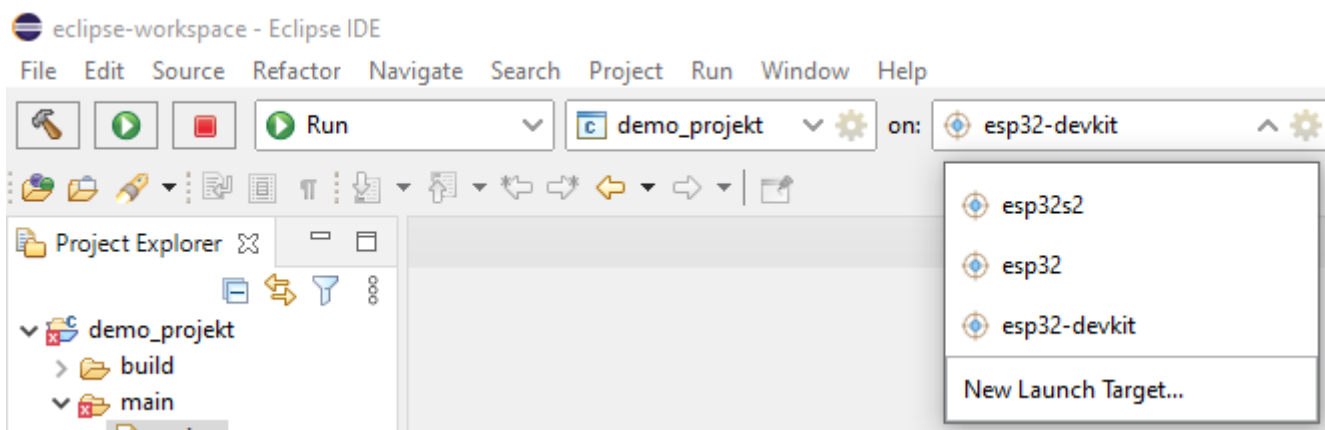 eclipse-workspace - Eclipse IDE
File Edit Source Refactor Navigate Search Project Run Window Help
Run demo_projekt on: esp32-devkit
esp32s2
esp32
esp32-devkit
New Launch Target...
Project Explorer
demo_projekt
build
main